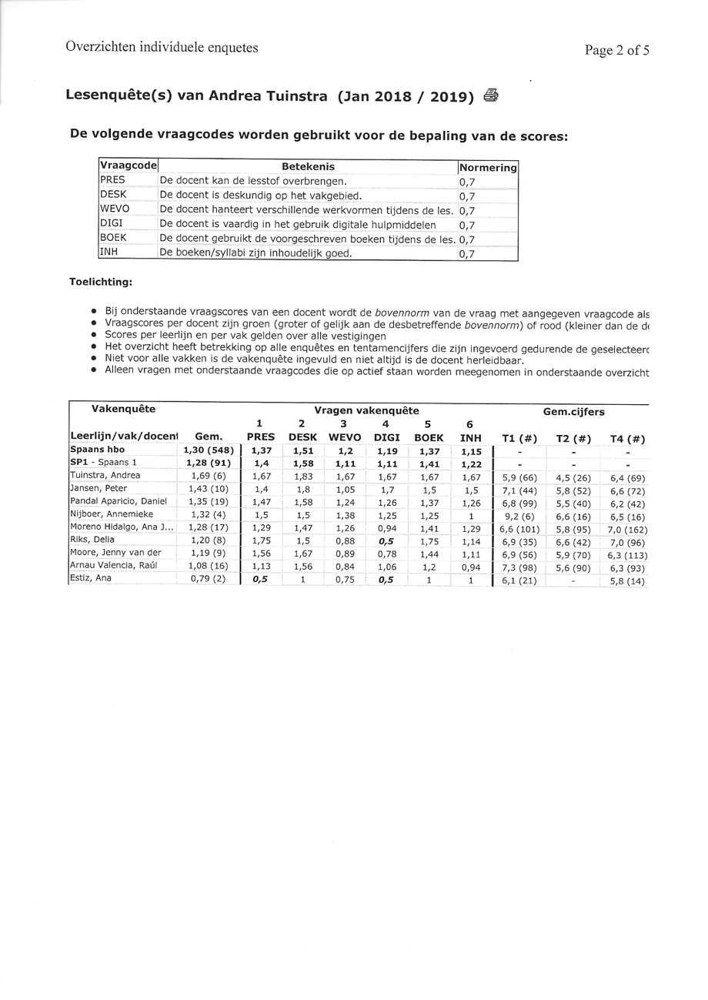 Overzichten individuele enquetes Page 2 of 5
Lesenquête(s) van Andrea Tuinstra (Jan 2018 / 2019)
De volgende vraagcodes worden gebruikt voor de bepaling van de scores:
Vraagcode Betekenis Normering
PRES De docent kan de lesstof overbrengen. 0,7
DESK De docent is deskundig op het vakgebied. 0,7
WEVO De docent hanteert verschillende werkvormen tijdens de les. 0,7
DIGI De docent is vaardig in het gebruik digitale hulpmiddelen 0,7
BOEK De docent gebruikt de voorgeschreven boeken tijdens de les. 0,7
INH De boeken/syllabi zijn inhoudelijk goed. 0,7
Toelichting:
• Bij onderstaande vraagscores van een docent wordt de bovennorm van de vraag met aangegeven vraagcode als
• Vraagscores per docent zijn groen (groter of gelijk aan de desbetreffende bovennorm) of rood (kleiner dan de de
• Scores per leerlijn en per vak gelden over alle vestigingen
• Het overzicht heeft betrekking op alle enquêtes en tentamencijfers die zijn ingevoerd gedurende de geselecteerd
• Niet voor alle vakken is de vakenquête ingevuld en niet altijd is de docent herleidbaar.
• Alleen vragen met onderstaande vraagcodes die op actief staan worden meegenomen in onderstaande overzicht
Vakenquête Vragen vakenquête Gem.cijfers
1 2 3 4 5 6
Leerlijn/vak/docent Gem. PRES DESK WEVO DIGI BOEK INH T1 (#) T2 (#) T4 (#)
Spaans hbo 1,30 (548) 1,37 1,51 1,2 1,19 1,37 1,15 - - -
SP1 - Spaans 1 1,28 (91) 1,4 1,58 1,11 1,11 1,41 1,22 - - -
Tuinstra, Andrea 1,69 (6) 1,67 1,83 1,67 1,67 1,67 1,67 5,9 (66) 4,5 (26) 6,4 (69)
Jansen, Peter 1,43 (10) 1,4 1,8 1,05 1,7 1,5 1,5 7,1 (44) 5,8 (52) 6,6 (72)
Pandal Aparicio, Daniel 1,35 (19) 1,47 1,58 1,24 1,26 1,37 1,26 6,8 (99) 5,5 (40) 6,2 (42)
Nijboer, Annemieke 1,32 (4) 1,5 1,5 1,38 1,25 1,25 1 9,2 (6) 6,6 (16) 6,5 (16)
Moreno Hidalgo, Ana J... 1,28 (17) 1,29 1,47 1,26 0,94 1,41 1,29 6,6 (101) 5,8 (95) 7,0 (162)
Riks, Delia 1,20 (8) 1,75 1,5 0,88 0,5 1,75 1,14 6,9 (35) 6,6 (42) 7,0 (96)
Moore, Jenny van der 1,19 (9) 1,56 1,67 0,89 0,78 1,44 1,11 6,9 (56) 5,9 (70) 6,3 (113)
Arnau Valencia, Raúl 1,08 (16) 1,13 1,56 0,84 1,06 1,2 0,94 7,3 (98) 5,6 (90) 6,3 (93)
Estiz, Ana 0,79 (2) 0,5 1 0,75 0,5 1 1 6,1 (21) - 5,8 (14)